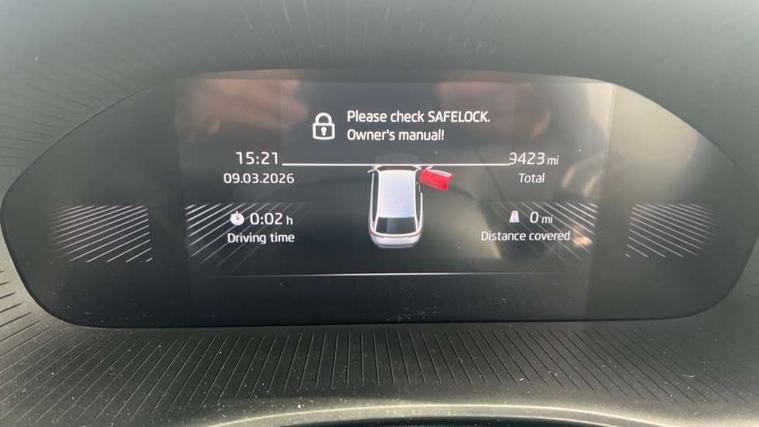 Please check SAFELOCK.
Owner's manual!
15:21
9423 mi
09.03.2026
Total
0:02 h
0 mi
Driving time
Distance covered